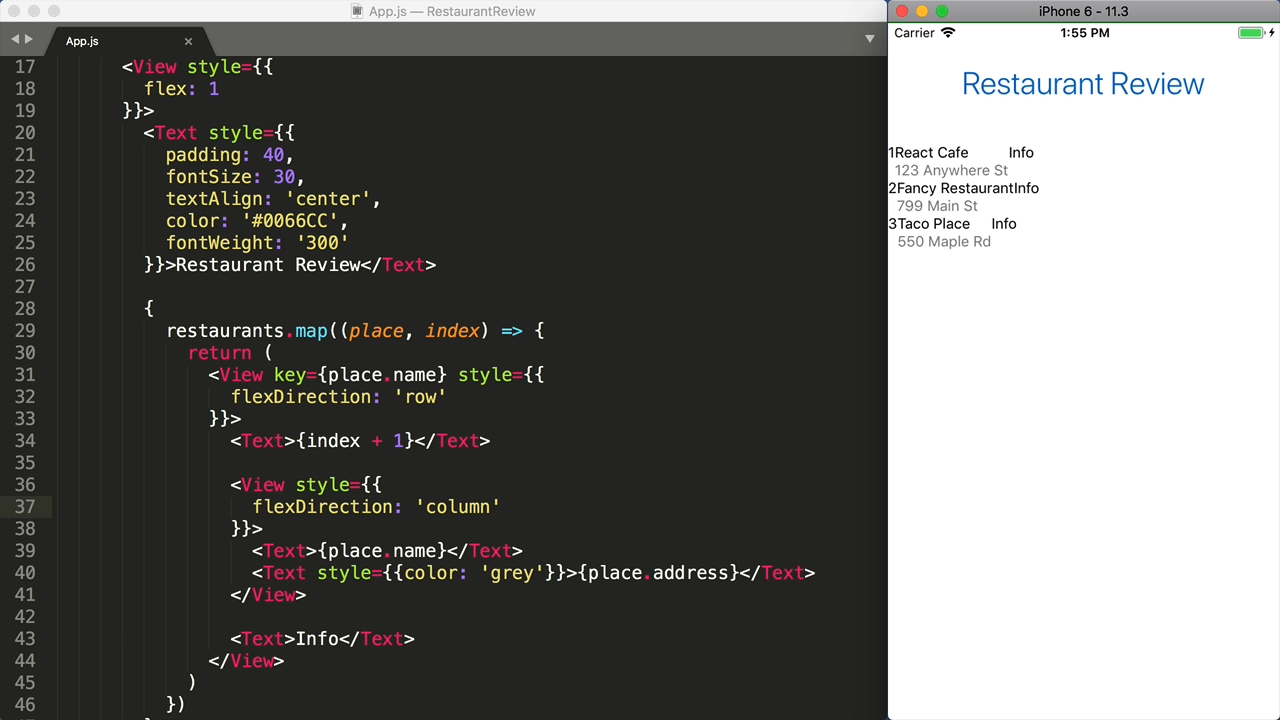 App.js — RestaurantReview
App.js
17 <View style={{
18 flex: 1
19 }}>
20 <Text style={{
21 padding: 40,
22 fontSize: 30,
23 textAlign: 'center',
24 color: '#0066CC',
25 fontWeight: '300'
26 }}>Restaurant Review</Text>
27
28 {
29 restaurants.map((place, index) => {
30 return (
31 <View key={place.name} style={{
32 flexDirection: 'row'
33 }}>
34 <Text>{index + 1}</Text>
35
36 <View style={{
37 flexDirection: 'column'
38 }}>
39 <Text>{place.name}</Text>
40 <Text style={{color: 'grey'}}>{place.address}</Text>
41 </View>
42
43 <Text>Info</Text>
44 </View>
45 )
46 })
iPhone 6 - 11.3
Carrier 1:55 PM
Restaurant Review
1React Cafe Info
123 Anywhere St
2Fancy RestaurantInfo
799 Main St
3Taco Place Info
550 Maple Rd